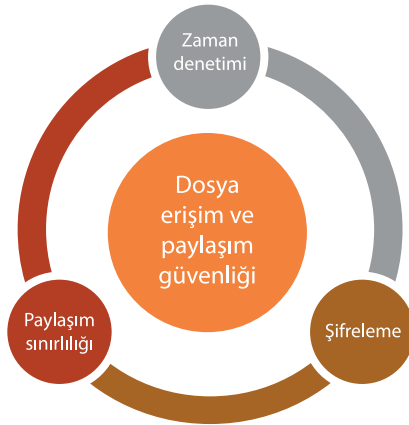 Zaman
denetimi
Dosya
erişim ve
paylaşım
güvenliği
Paylaşım
sınırlılığı
Şifreleme